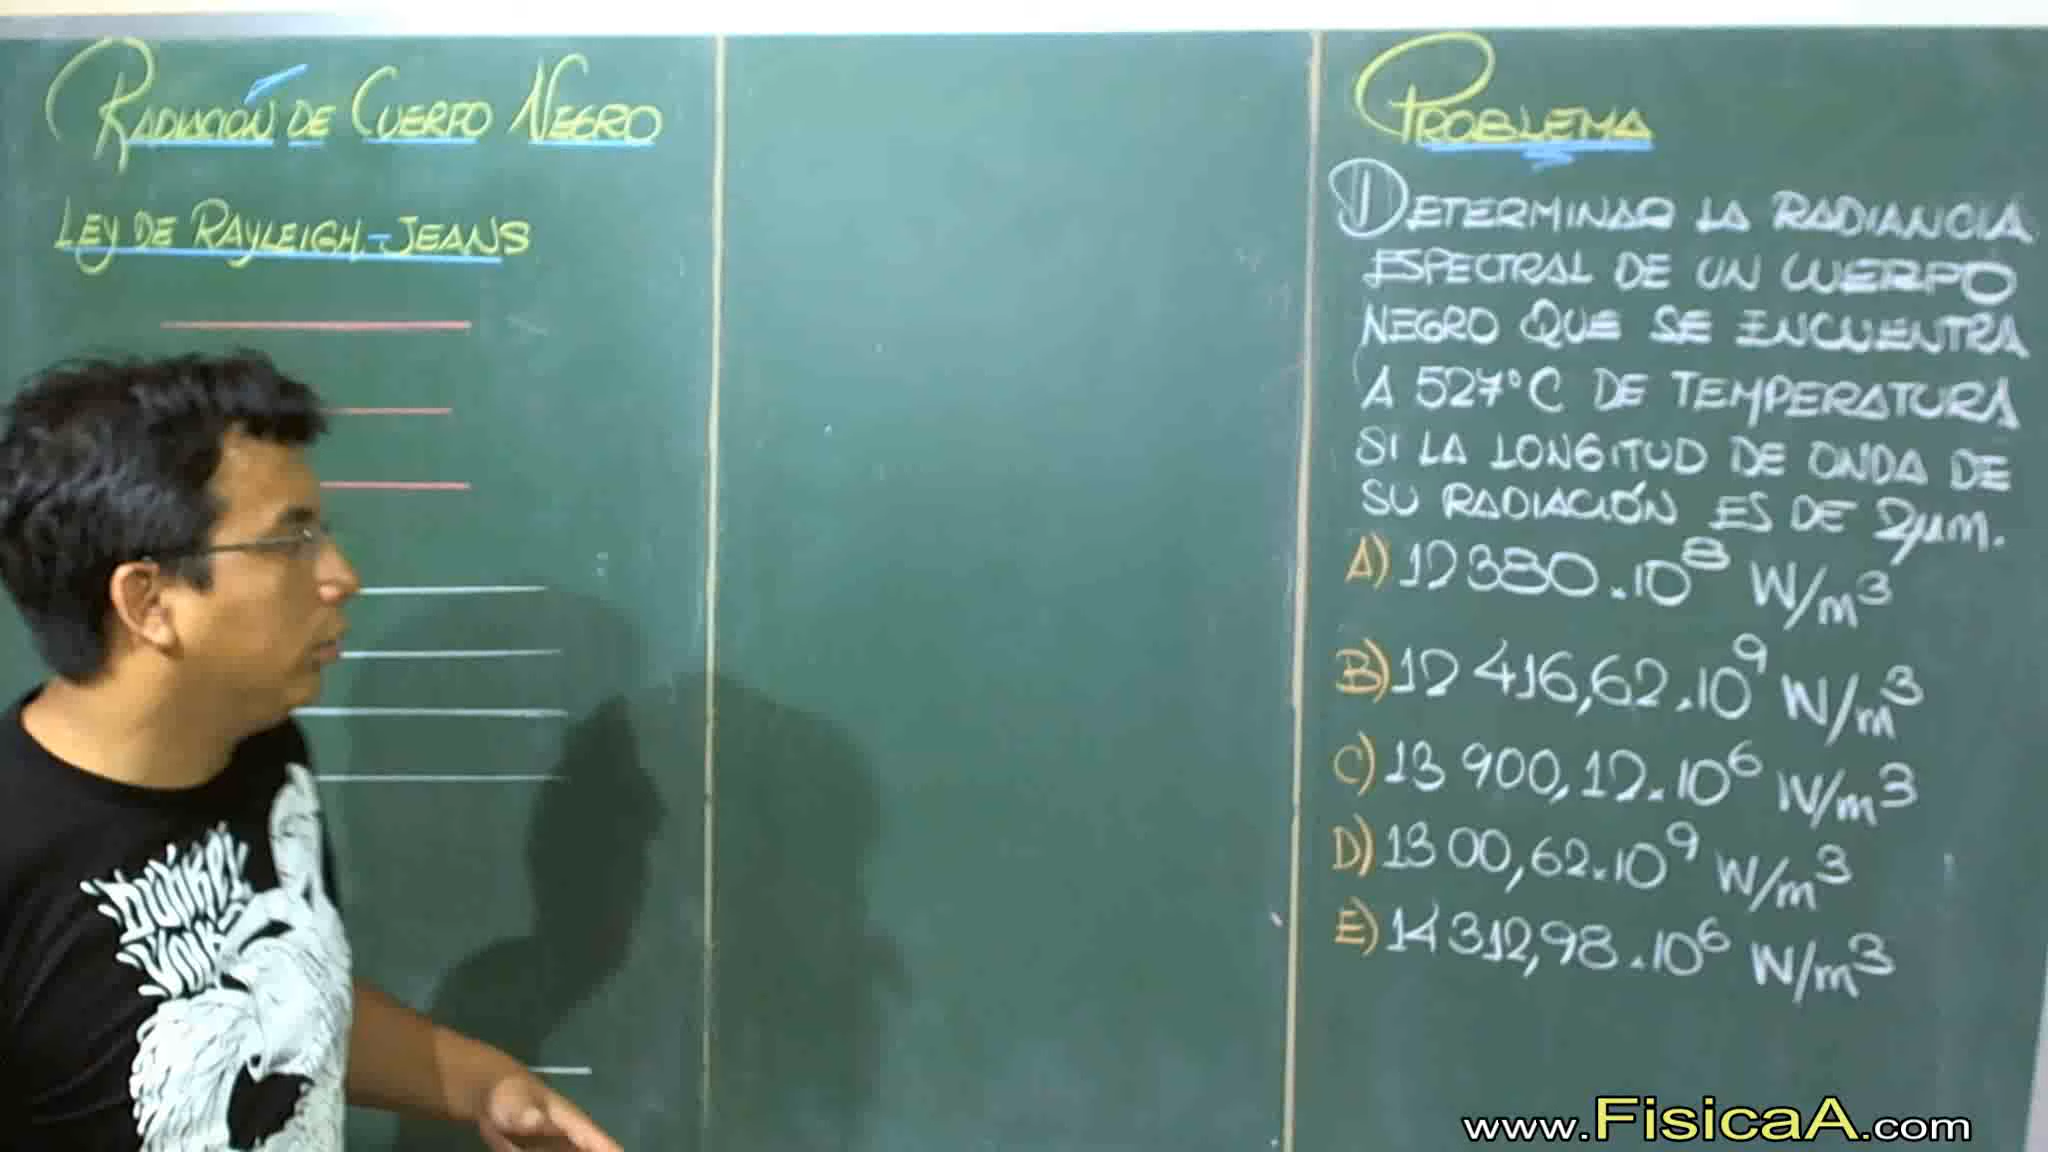 RADIACIÓN DE CUERPO NEGRO
LEY DE RAYLEIGH-JEANS
PROBLEMA
1 DETERMINAR LA RADIANCIA
ESPECTRAL DE UN CUERPO
NEGRO QUE SE ENCUENTRA
A 527°C DE TEMPERATURA
SI LA LONGITUD DE ONDA DE
SU RADIACIÓN ES DE 2μm.
A) 12380.10⁸ W/m³
B) 12 416,62.10⁹ W/m³
C) 13 900,12.10⁶ W/m³
D) 13 00,62.10⁹ W/m³
E) 14 312,98.10⁶ W/m³
www.FisicaA.com